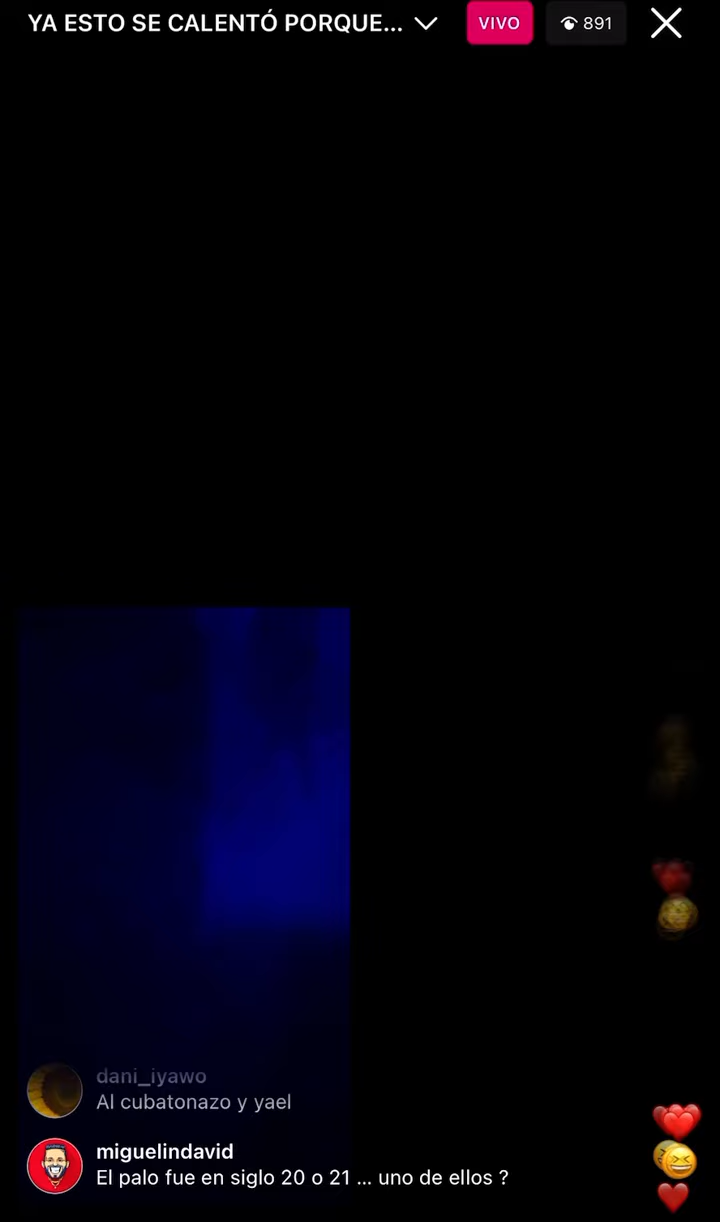 YA ESTO SE CALENTÓ PORQUE...
VIVO
891
dani_iyawo
Al cubatonazo y yael
miguelindavid
El palo fue en siglo 20 o 21 ... uno de ellos ?